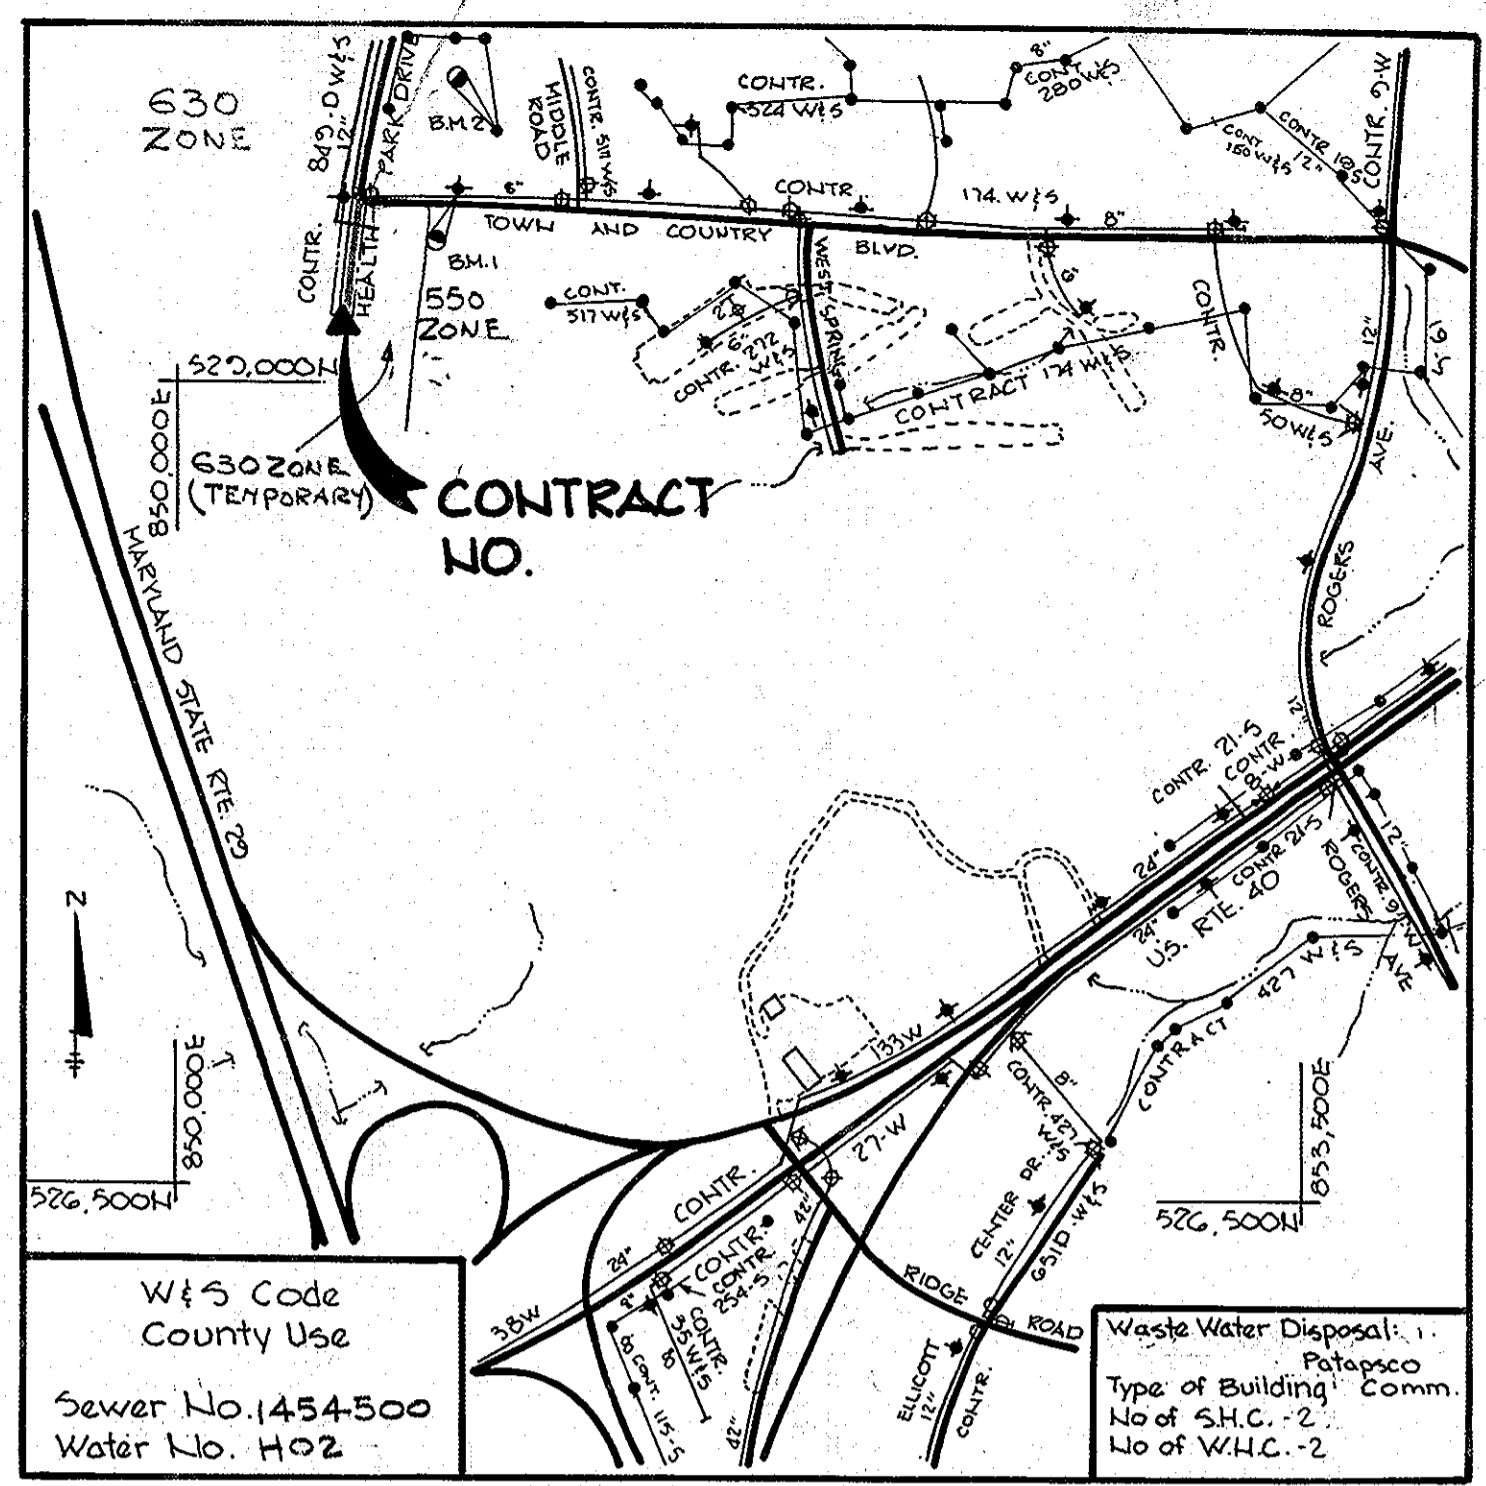 630
ZONE
849-D W&S
12"
PARK DRIVE
B.M.2
MIDDLE
ROAD
CONTR. 511 W&S
CONTR.
324 W&S
8"
CONT.
280 W&S
CONT.
150 W&S
CONTR 18-S
12"
CONTR. 9-W
CONTR.
HEALTH
8"
TOWN AND COUNTRY BLVD.
CONTR. 174. W&S
8"
B.M.1
550
ZONE
CONT.
517 W&S
2"
6"
CONTR. 272
W&S
WEST SPRING
6"
CONTRACT 174 W&S
CONTR.
8"
50 W&S
12"
19-S
AVE.
ROGERS
529,000N
850,000E
630 ZONE
(TEMPORARY)
CONTRACT
NO.
MARYLAND STATE RTE. 29
12"
CONTR. 21-S
CONTR.
8-W
24"
CONTR 21-S
24"
U.S. RTE. 40
12"
CONTR. 9-W
ROGERS AVE
CONTRACT 427 W&S
N
850,000E
526,500N
133W
8"
CONTR. 427
W&S
27-W
CONTR.
42"
CENTER DR.
12"
651D-W&S
853,500E
526,500N
24"
38W
8"
CONTR.
CONTR
254-S
CONTR.
35 W&S
8"
8" CONT. 115-S
42"
RIDGE ROAD
ELLICOTT
12"
CONTR.
W&S Code
County Use
Sewer No. 1454500
Water No. H02
Waste Water Disposal:
Patapsco
Type of Building: Comm.
No of S.H.C. -2
No of W.H.C. -2